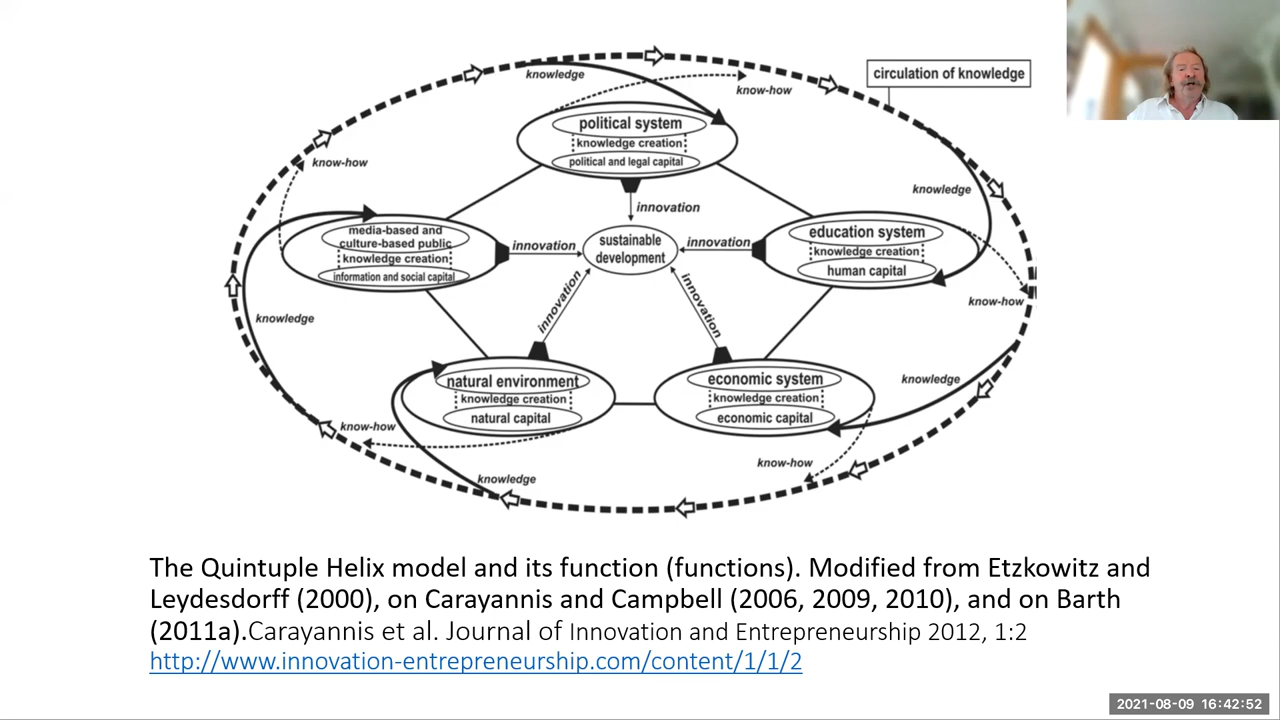 knowledge
know-how
circulation of knowledge
political system
knowledge creation
political and legal capital
know-how
knowledge
innovation
media-based and
culture-based public
knowledge creation
information and social capital
innovation
sustainable
development
innovation
education system
knowledge creation
human capital
know-how
knowledge
innovation
innovation
natural environment
knowledge creation
natural capital
economic system
knowledge creation
economic capital
knowledge
know-how
know-how
knowledge
The Quintuple Helix model and its function (functions). Modified from Etzkowitz and
Leydesdorff (2000), on Carayannis and Campbell (2006, 2009, 2010), and on Barth
(2011a).Carayannis et al. Journal of Innovation and Entrepreneurship 2012, 1:2
http://www.innovation-entrepreneurship.com/content/1/1/2
2021-08-09 16:42:52